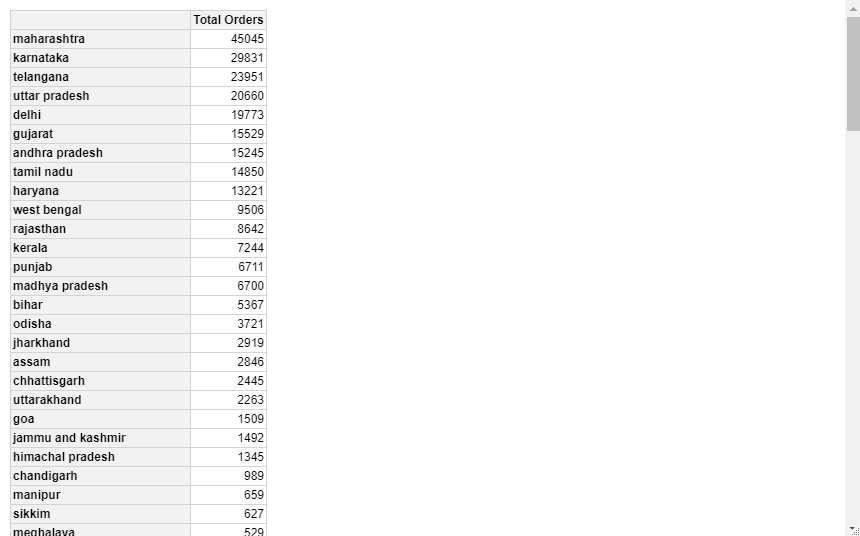 Total Orders
maharashtra 45045
karnataka 29831
telangana 23951
uttar pradesh 20660
delhi 19773
gujarat 15529
andhra pradesh 15245
tamil nadu 14850
haryana 13221
west bengal 9506
rajasthan 8642
kerala 7244
punjab 6711
madhya pradesh 6700
bihar 5367
odisha 3721
jharkhand 2919
assam 2846
chhattisgarh 2445
uttarakhand 2263
goa 1509
jammu and kashmir 1492
himachal pradesh 1345
chandigarh 989
manipur 659
sikkim 627
meghalaya 529